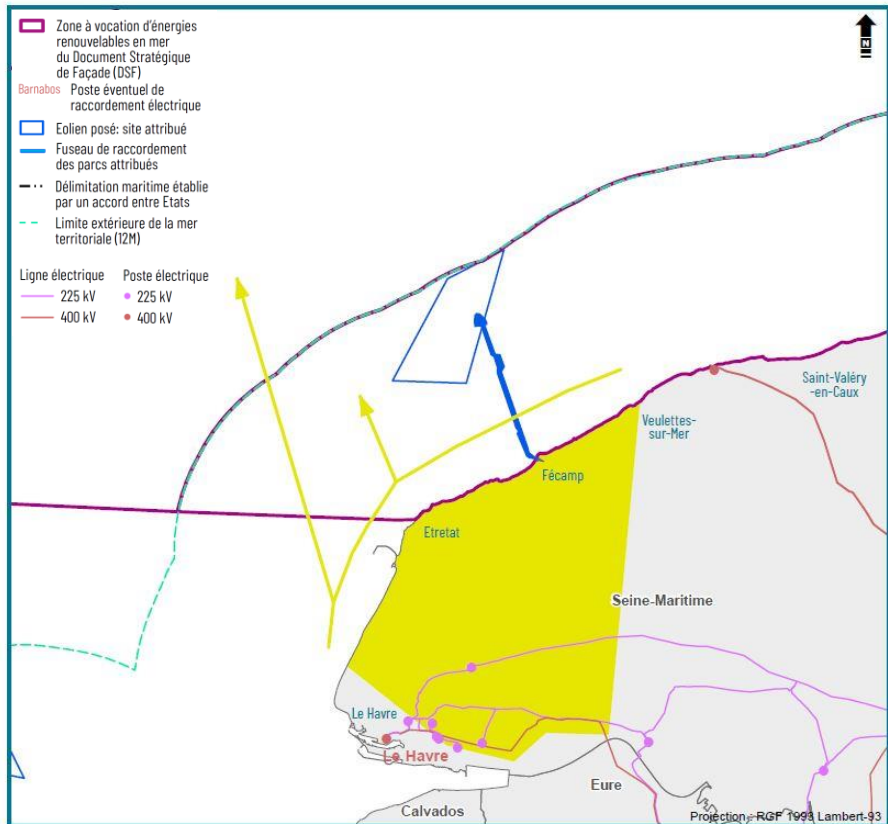 Zone à vocation d'énergies
renouvelables en mer
du Document Stratégique
de Façade (DSF)
Barnabos Poste éventuel de
raccordement électrique
Eolien posé: site attribué
Fuseau de raccordement
des parcs attribués
Délimitation maritime établie
par un accord entre Etats
Limite extérieure de la mer
territoriale (12M)
Ligne électrique Poste électrique
225 kV 225 kV
400 kV 400 kV
N
Saint-Valéry
-en-Caux
Veulettes-
sur-Mer
Fécamp
Etretat
Seine-Maritime
Le Havre
Le Havre
Eure
Calvados
Projection : RGF 1993 Lambert-93